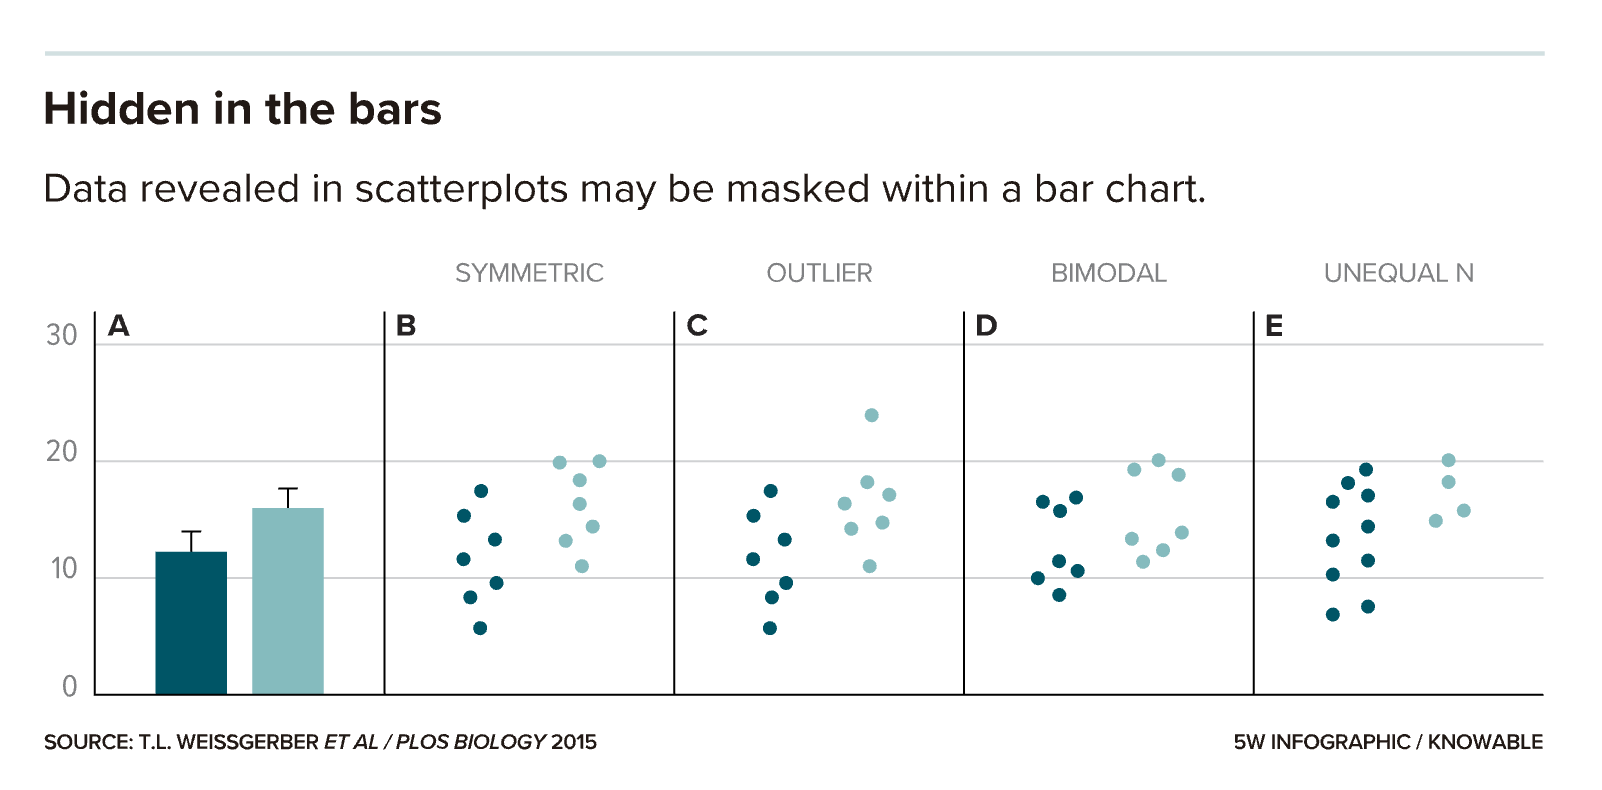 Hidden in the bars
Data revealed in scatterplots may be masked within a bar chart.
SYMMETRIC OUTLIER BIMODAL UNEQUAL N
A B C D E
30
20
10
0
SOURCE: T.L. WEISSGERBER ET AL / PLOS BIOLOGY 2015
5W INFOGRAPHIC / KNOWABLE